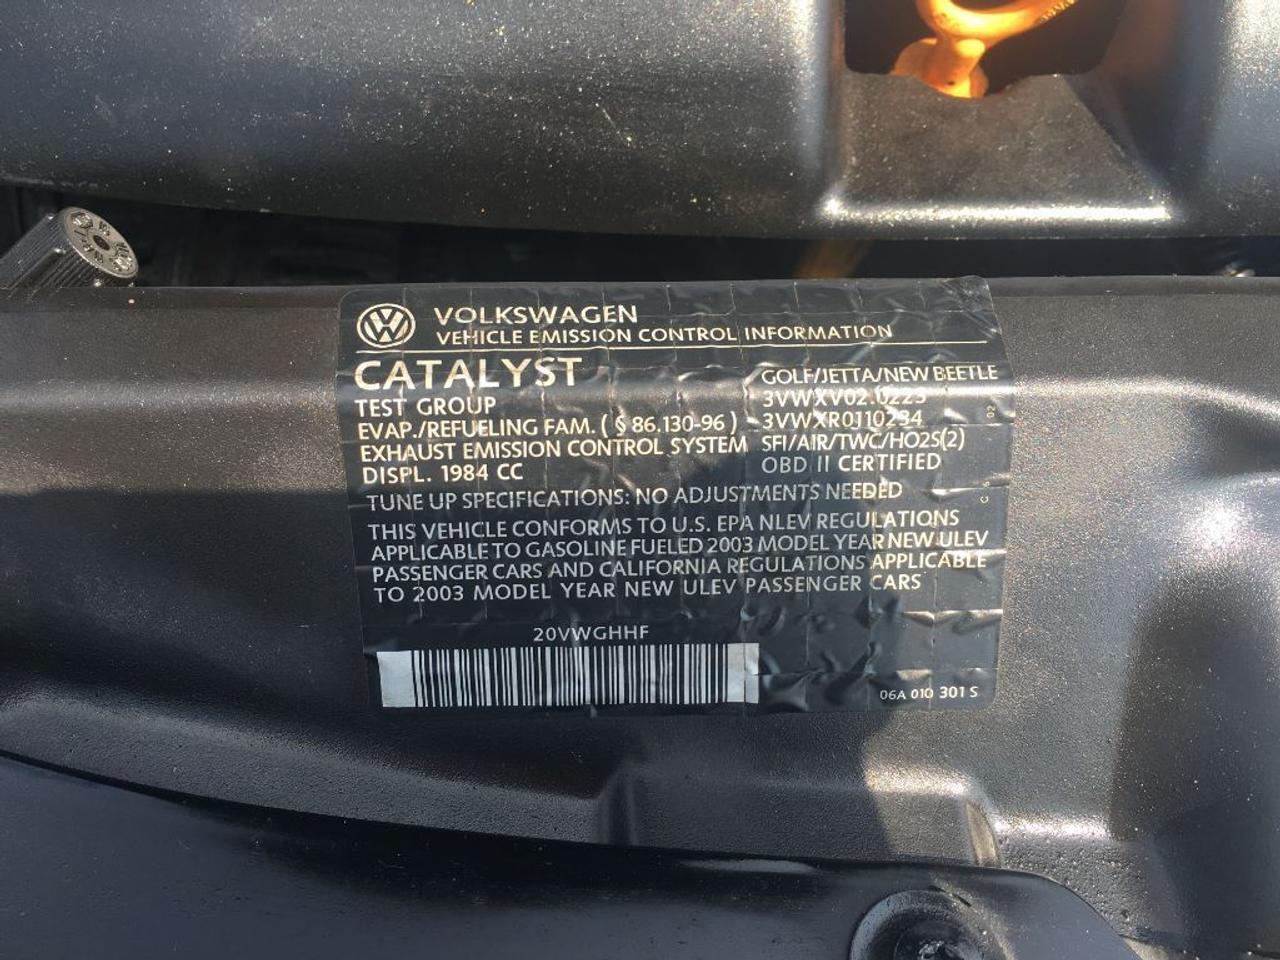 VOLKSWAGEN
VEHICLE EMISSION CONTROL INFORMATION
CATALYST GOLF/JETTA/NEW BEETLE
TEST GROUP 3VWXV02.0223
EVAP./REFUELING FAM. ( § 86.130-96 ) 3VWXR0110234
EXHAUST EMISSION CONTROL SYSTEM SFI/AIR/TWC/HO2S(2)
DISPL. 1984 CC OBD II CERTIFIED
TUNE UP SPECIFICATIONS: NO ADJUSTMENTS NEEDED
THIS VEHICLE CONFORMS TO U.S. EPA NLEV REGULATIONS
APPLICABLE TO GASOLINE FUELED 2003 MODEL YEAR NEW ULEV
PASSENGER CARS AND CALIFORNIA REGULATIONS APPLICABLE
TO 2003 MODEL YEAR NEW ULEV PASSENGER CARS
20VWGHHF
06A 010 301 S